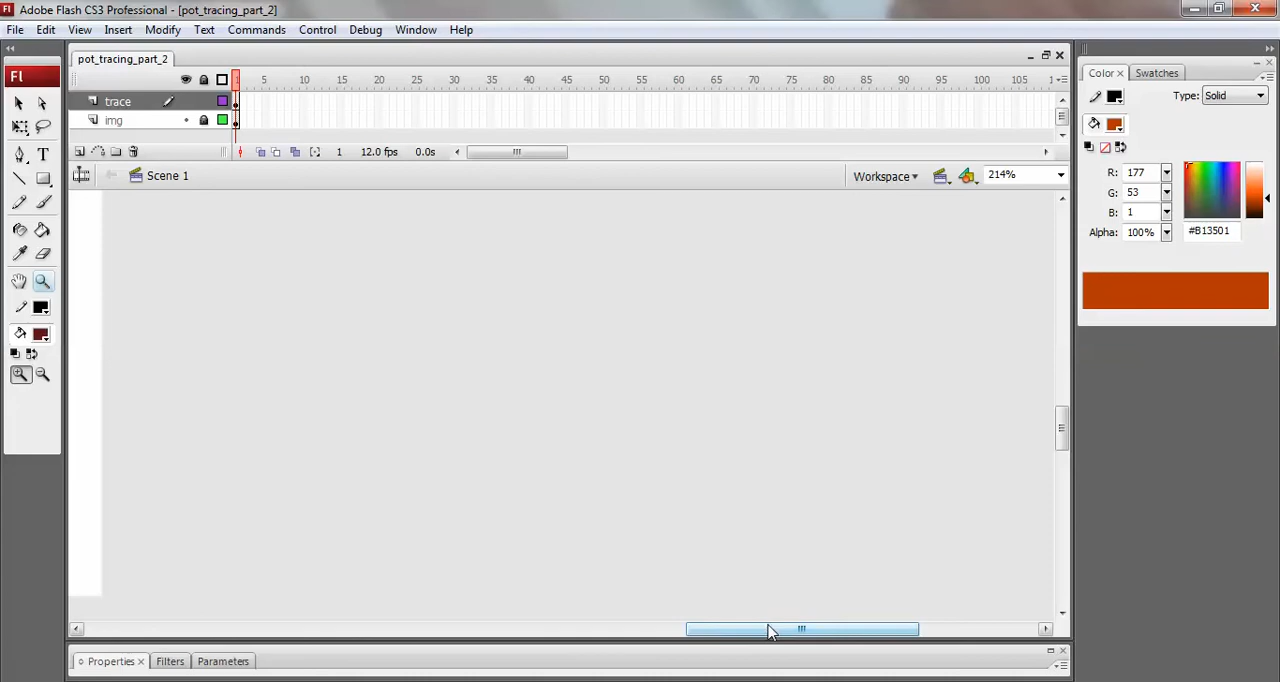 Fl Adobe Flash CS3 Professional - [pot_tracing_part_2]
File Edit View Insert Modify Text Commands Control Debug Window Help
pot_tracing_part_2
1 5 10 15 20 25 30 35 40 45 50 55 60 65 70 75 80 85 90 95 100 105 1
trace
img
1 12.0 fps 0.0s
Scene 1 Workspace 214%
Fl
Color Swatches
Type: Solid
R: 177
G: 53
B: 1
Alpha: 100% #B13501
Properties Filters Parameters